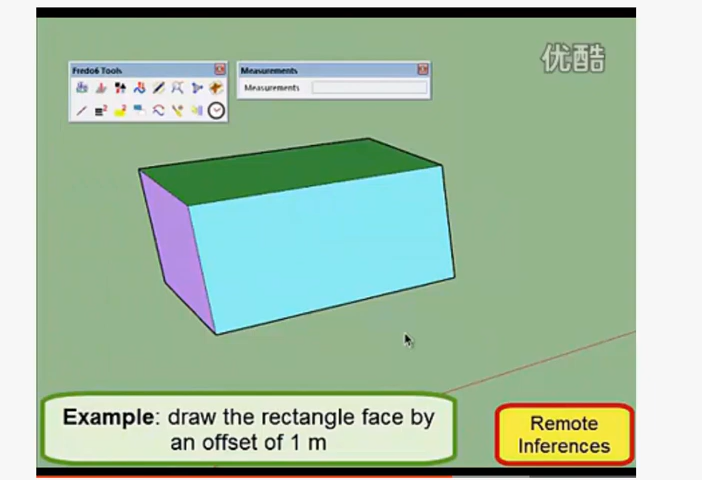 优酷
Fredo6 Tools
Measurements
Measurements
Example: draw the rectangle face by
an offset of 1 m
Remote
Inferences